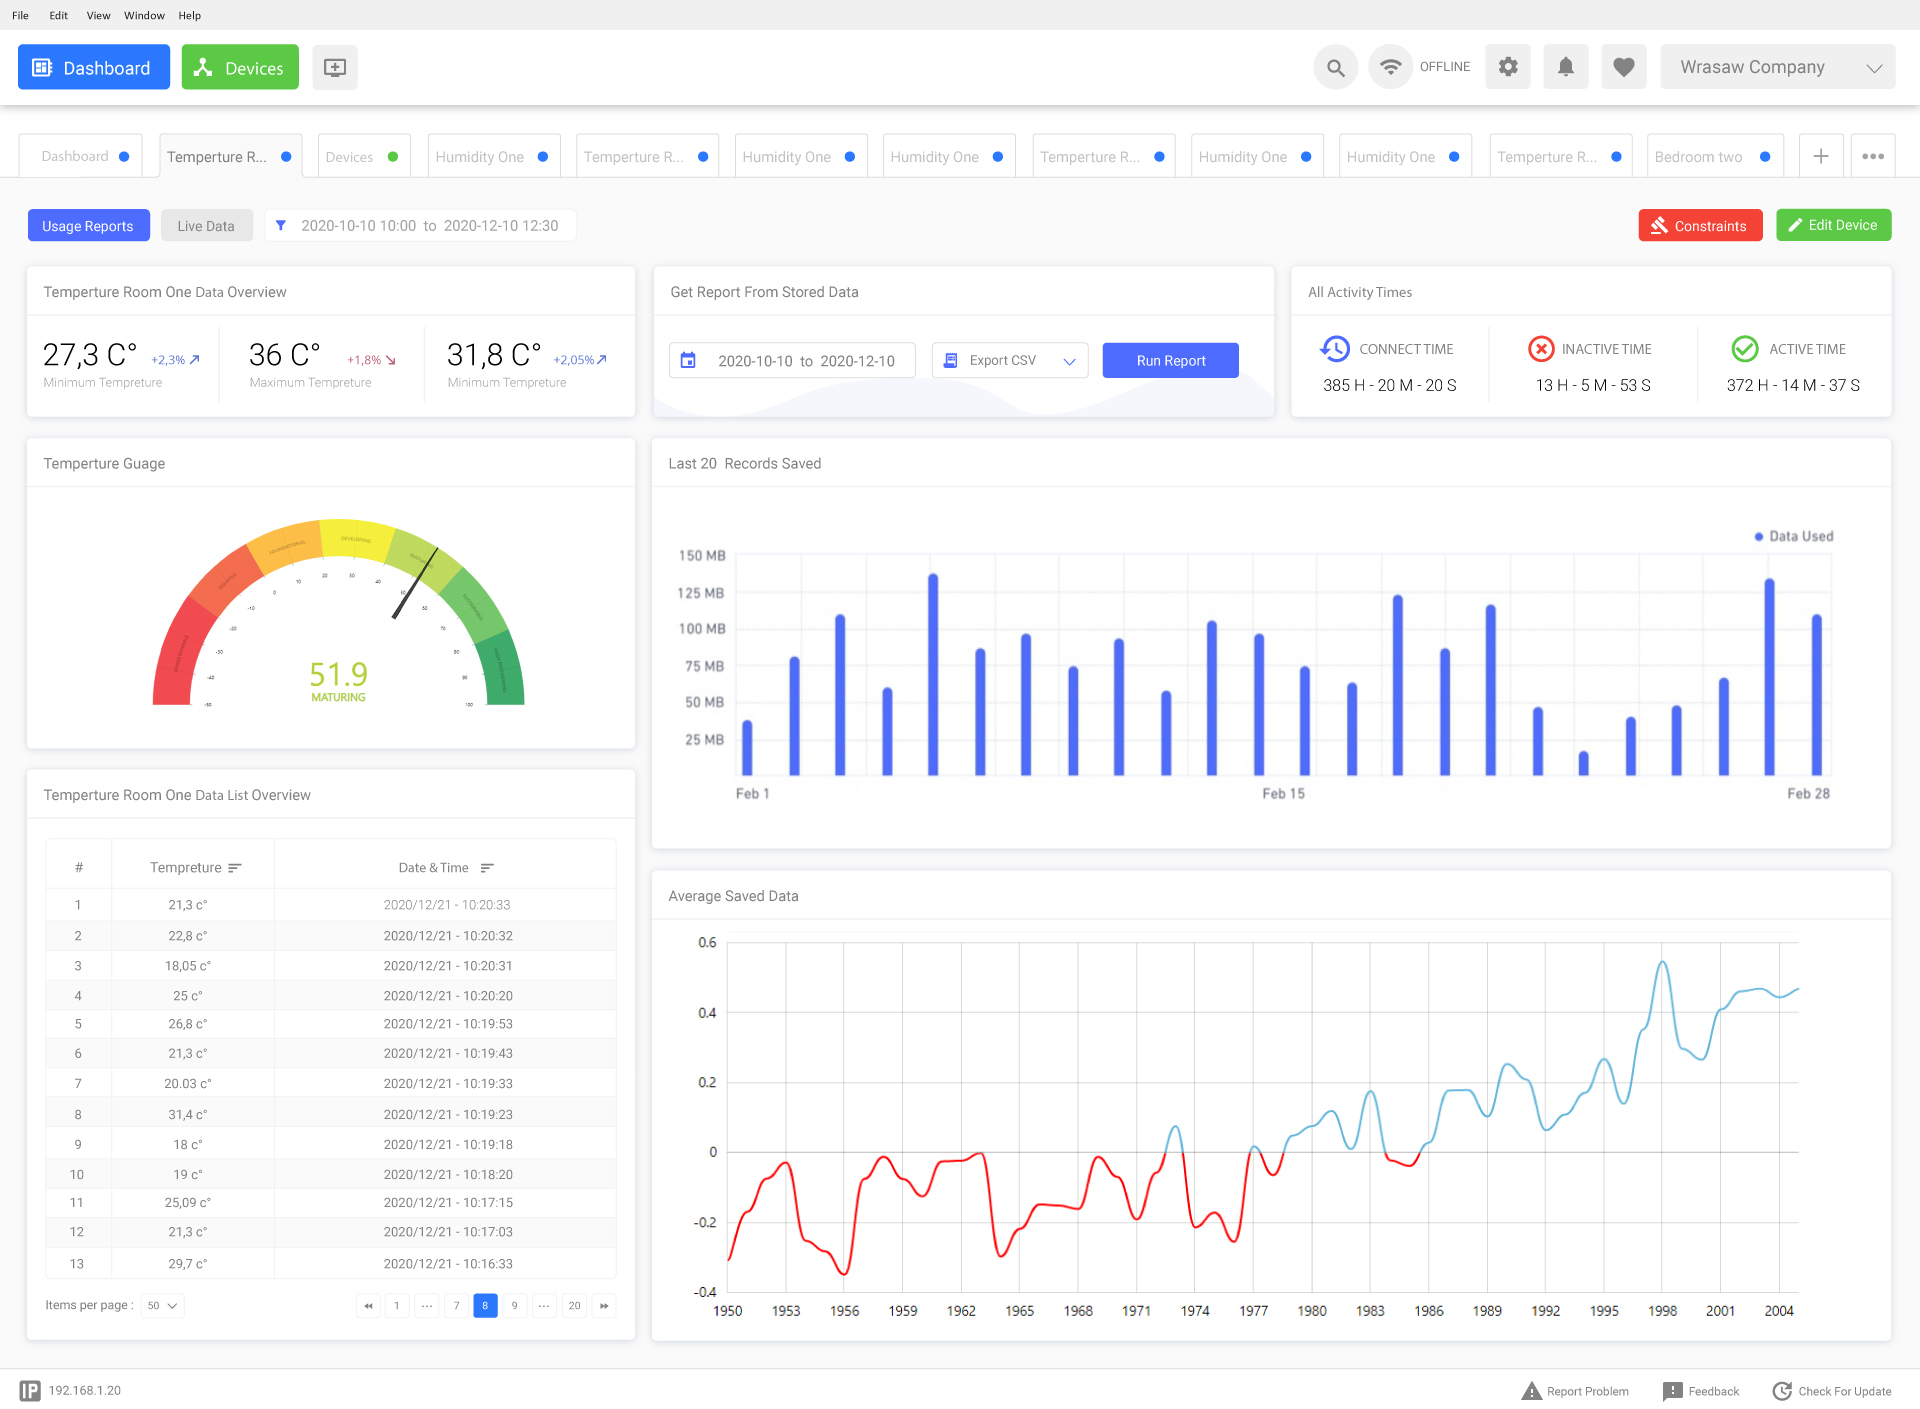 File Edit View Window Help
Dashboard Devices OFFLINE Wrasaw Company
Dashboard Temperture R... Devices Humidity One Temperture R... Humidity One Humidity One Temperture R... Humidity One Humidity One Temperture R... Bedroom two
Usage Reports Live Data 2020-10-10 10:00 to 2020-12-10 12:30 Constraints Edit Device
Temperture Room One Data Overview
27,3 C° +2,3%
Minimum Tempreture
36 C° +1,8%
Maximum Tempreture
31,8 C° +2,05%
Minimum Tempreture
Get Report From Stored Data
2020-10-10 to 2020-12-10 Export CSV Run Report
All Activity Times
CONNECT TIME
385 H - 20 M - 20 S
INACTIVE TIME
13 H - 5 M - 53 S
ACTIVE TIME
372 H - 14 M - 37 S
Temperture Guage
51.9
MATURING
Last 20 Records Saved
Data Used
150 MB
125 MB
100 MB
75 MB
50 MB
25 MB
Feb 1 Feb 15 Feb 28
Temperture Room One Data List Overview
# Tempreture Date & Time
1 21,3 c° 2020/12/21 - 10:20:33
2 22,8 c° 2020/12/21 - 10:20:32
3 18,05 c° 2020/12/21 - 10:20:31
4 25 c° 2020/12/21 - 10:20:20
5 26,8 c° 2020/12/21 - 10:19:53
6 21,3 c° 2020/12/21 - 10:19:43
7 20.03 c° 2020/12/21 - 10:19:33
8 31,4 c° 2020/12/21 - 10:19:23
9 18 c° 2020/12/21 - 10:19:18
10 19 c° 2020/12/21 - 10:18:20
11 25,09 c° 2020/12/21 - 10:17:15
12 21,3 c° 2020/12/21 - 10:17:03
13 29,7 c° 2020/12/21 - 10:16:33
Items per page : 50 1 ... 7 8 9 ... 20
Average Saved Data
0.6
0.4
0.2
0
-0.2
-0.4
1950 1953 1956 1959 1962 1965 1968 1971 1974 1977 1980 1983 1986 1989 1992 1995 1998 2001 2004
IP 192.168.1.20 Report Problem Feedback Check For Update